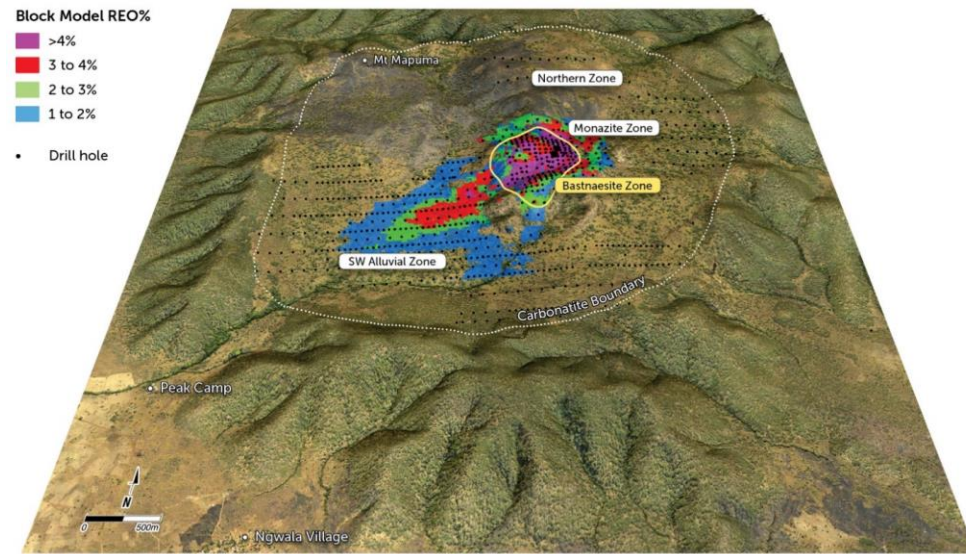 Block Model REO%
>4%
3 to 4%
2 to 3%
1 to 2%
Drill hole
Mt Mapuma
Northern Zone
Monazite Zone
Bastnaesite Zone
SW Alluvial Zone
Carbonatite Boundary
Peak Camp
N
0 500m
Ngwala Village